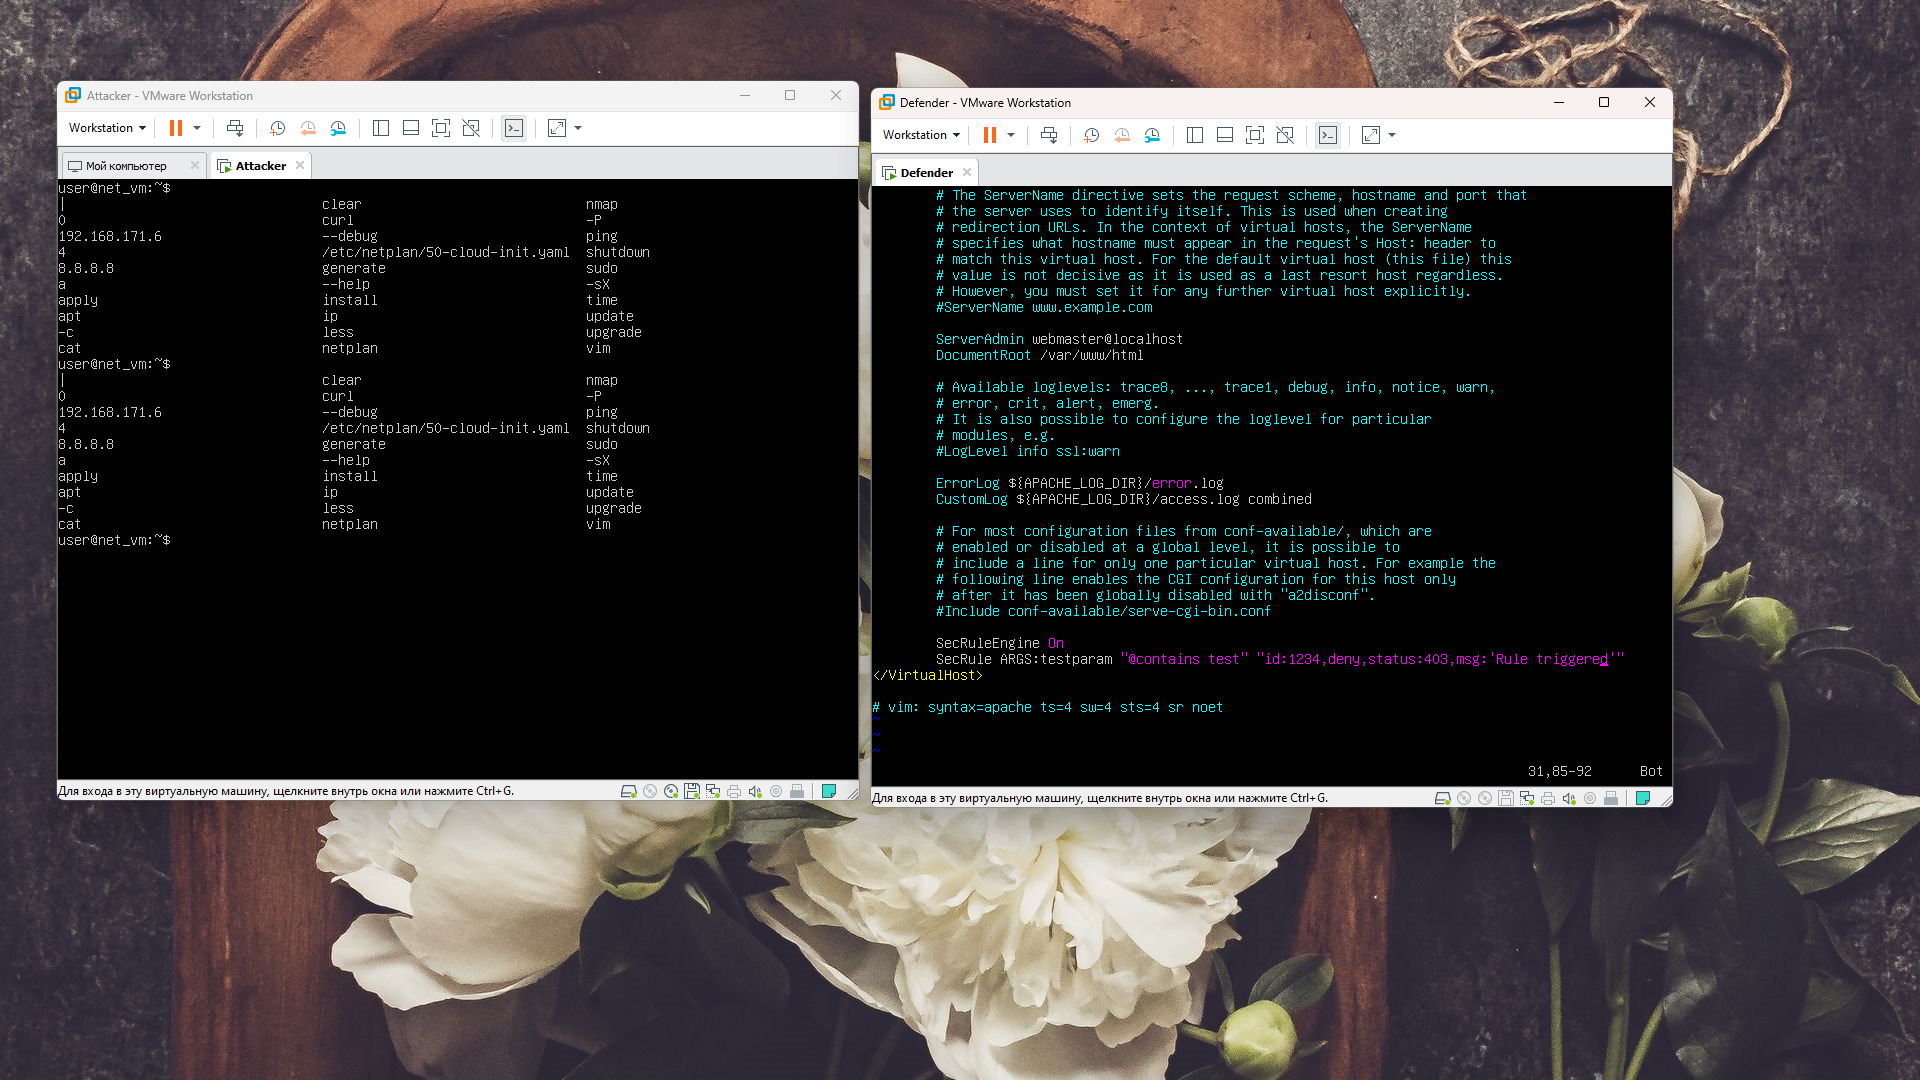 Attacker - VMware Workstation
Workstation
Мой компьютер
Attacker
user@net_vm:~$
| clear nmap
0 curl -P
192.168.171.6 --debug ping
4 /etc/netplan/50-cloud-init.yaml shutdown
8.8.8.8 generate sudo
a --help -sX
apply install time
apt ip update
-c less upgrade
cat netplan vim
user@net_vm:~$
| clear nmap
0 curl -P
192.168.171.6 --debug ping
4 /etc/netplan/50-cloud-init.yaml shutdown
8.8.8.8 generate sudo
a --help -sX
apply install time
apt ip update
-c less upgrade
cat netplan vim
user@net_vm:~$
Для входа в эту виртуальную машину, щелкните внутрь окна или нажмите Ctrl+G.
Defender - VMware Workstation
Workstation
Defender
# The ServerName directive sets the request scheme, hostname and port that
# the server uses to identify itself. This is used when creating
# redirection URLs. In the context of virtual hosts, the ServerName
# specifies what hostname must appear in the request's Host: header to
# match this virtual host. For the default virtual host (this file) this
# value is not decisive as it is used as a last resort host regardless.
# However, you must set it for any further virtual host explicitly.
#ServerName www.example.com
ServerAdmin webmaster@localhost
DocumentRoot /var/www/html
# Available loglevels: trace8, ..., trace1, debug, info, notice, warn,
# error, crit, alert, emerg.
# It is also possible to configure the loglevel for particular
# modules, e.g.
#LogLevel info ssl:warn
ErrorLog ${APACHE_LOG_DIR}/error.log
CustomLog ${APACHE_LOG_DIR}/access.log combined
# For most configuration files from conf-available/, which are
# enabled or disabled at a global level, it is possible to
# include a line for only one particular virtual host. For example the
# following line enables the CGI configuration for this host only
# after it has been globally disabled with "a2disconf".
#Include conf-available/serve-cgi-bin.conf
SecRuleEngine On
SecRule ARGS:testparam "@contains test" "id:1234,deny,status:403,msg:'Rule triggered'"
</VirtualHost>
# vim: syntax=apache ts=4 sw=4 sts=4 sr noet
~
~
~
31,85-92 Bot
Для входа в эту виртуальную машину, щелкните внутрь окна или нажмите Ctrl+G.